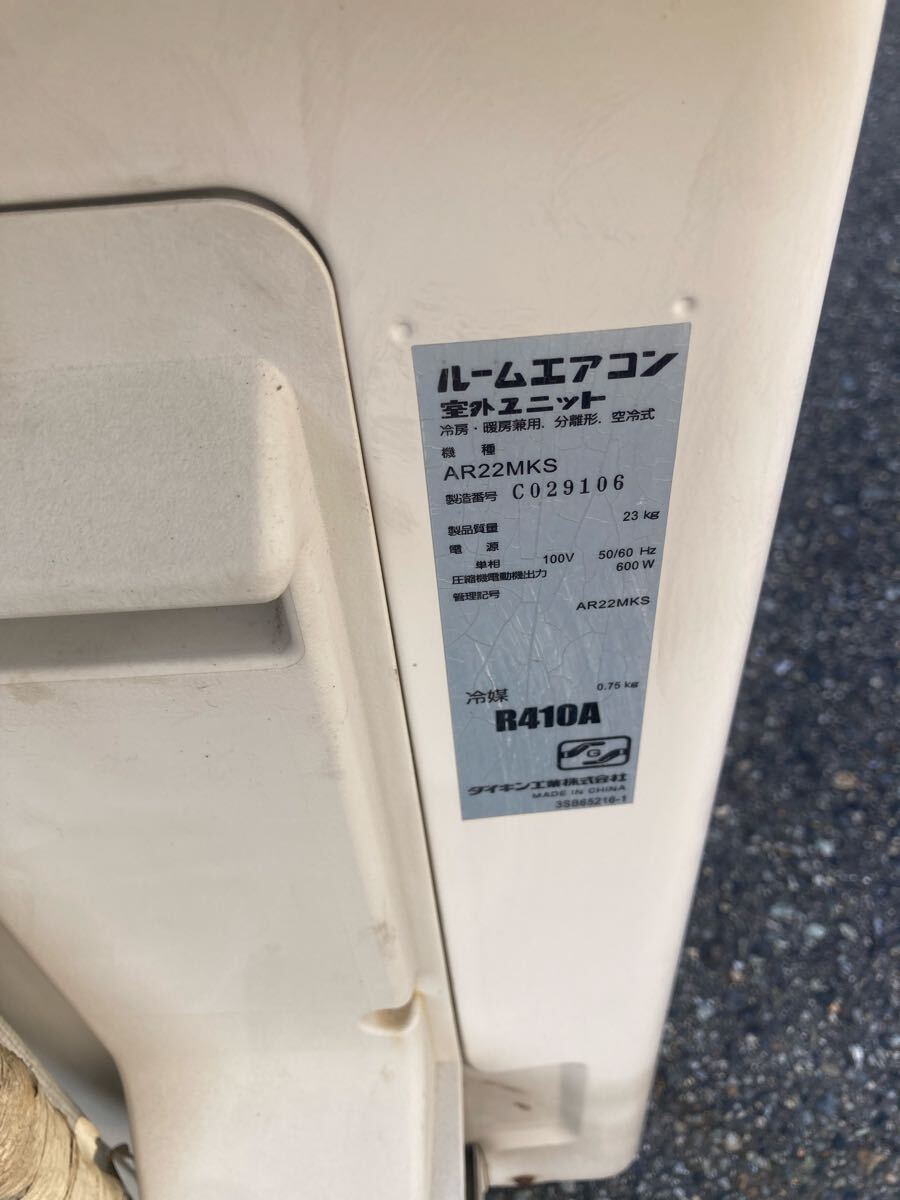 ルームエアコン
室外ユニット
冷房・暖房兼用、分離形、空冷式
機種
AR22MKS
製造番号 C029106
製品質量 23 kg
電源
単相 100V 50/60 Hz
圧縮機電動機出力 600 W
管理記号 AR22MKS
冷媒 0.75 kg
R410A
G
ダイキン工業株式会社
MADE IN CHINA
3SB65216-1